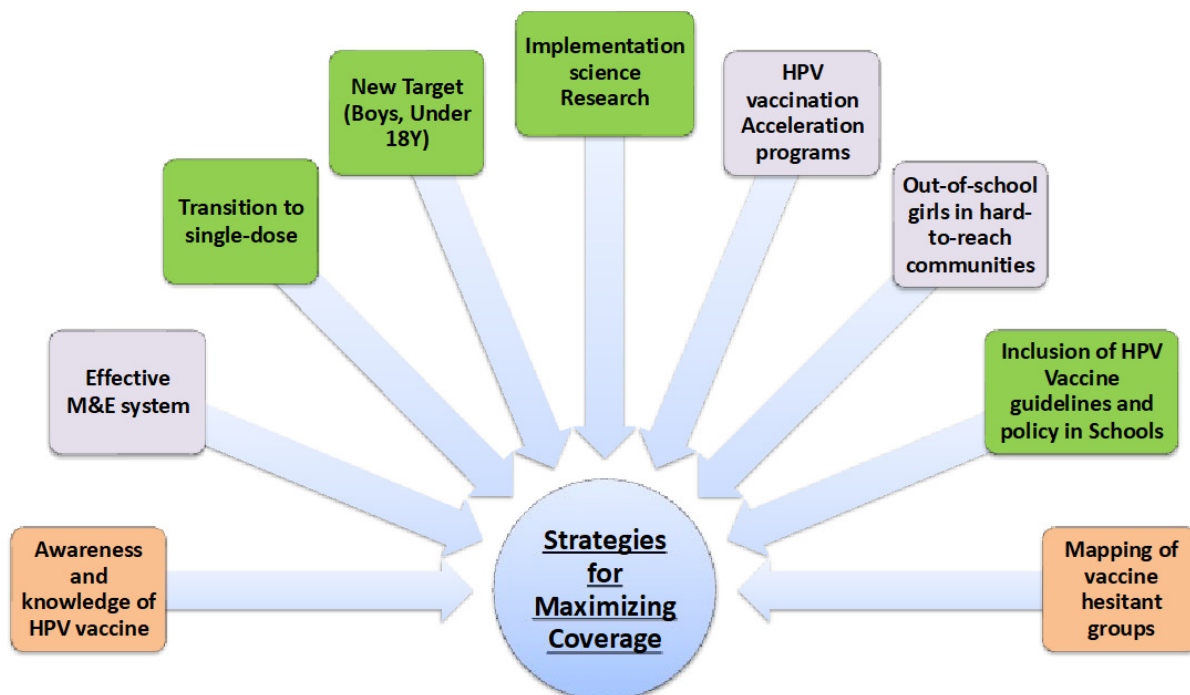 Implementation
science
Research
New Target
(Boys, Under
18Y)
HPV
vaccination
Acceleration
programs
Transition to
single-dose
Out-of-school
girls in hard-
to-reach
communities
Effective
M&E system
Inclusion of HPV
Vaccine
guidelines and
policy in Schools
Awareness
and
knowledge of
HPV vaccine
Strategies
for
Maximizing
Coverage
Mapping of
vaccine
hesitant
groups